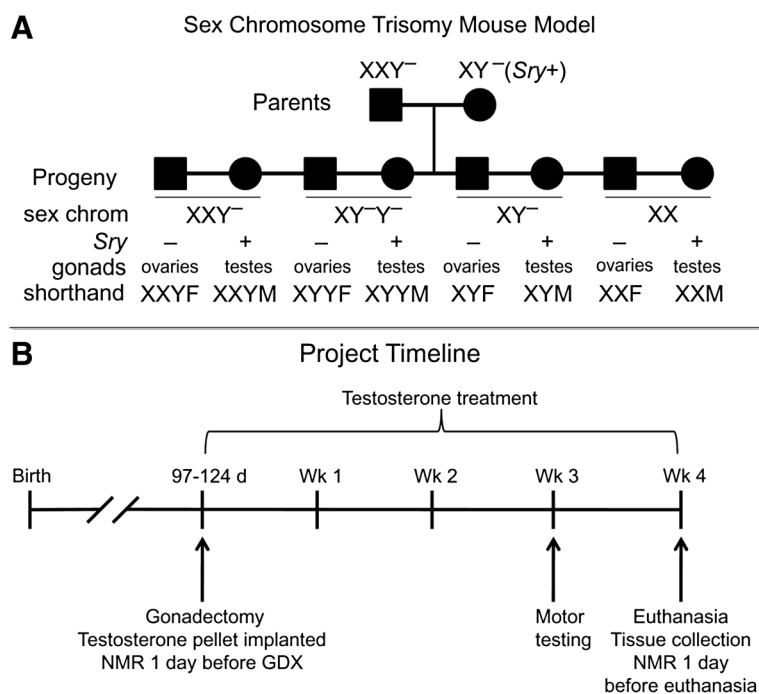 A
Sex Chromosome Trisomy Mouse Model
XXY⁻ XY⁻(Sry+)
Parents
Progeny
sex chrom XXY⁻ XY⁻Y⁻ XY⁻ XX
Sry – + – + – + – +
gonads ovaries testes ovaries testes ovaries testes ovaries testes
shorthand XXYF XXYM XYYF XYYM XYF XYM XXF XXM
B
Project Timeline
Testosterone treatment
Birth 97-124 d Wk 1 Wk 2 Wk 3 Wk 4
Gonadectomy
Testosterone pellet implanted
NMR 1 day before GDX
Motor
testing
Euthanasia
Tissue collection
NMR 1 day
before euthanasia